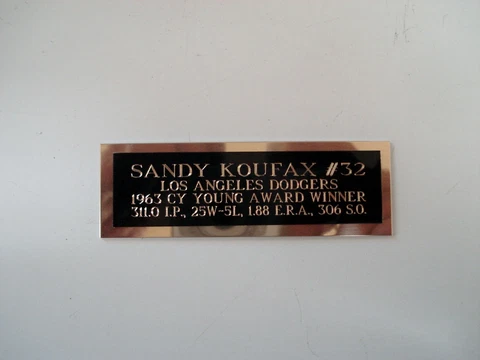 SANDY KOUFAX #32
LOS ANGELES DODGERS
1963 CY YOUNG AWARD WINNER
311.0 I.P., 25W-5L, 1.88 E.R.A., 306 S.O.